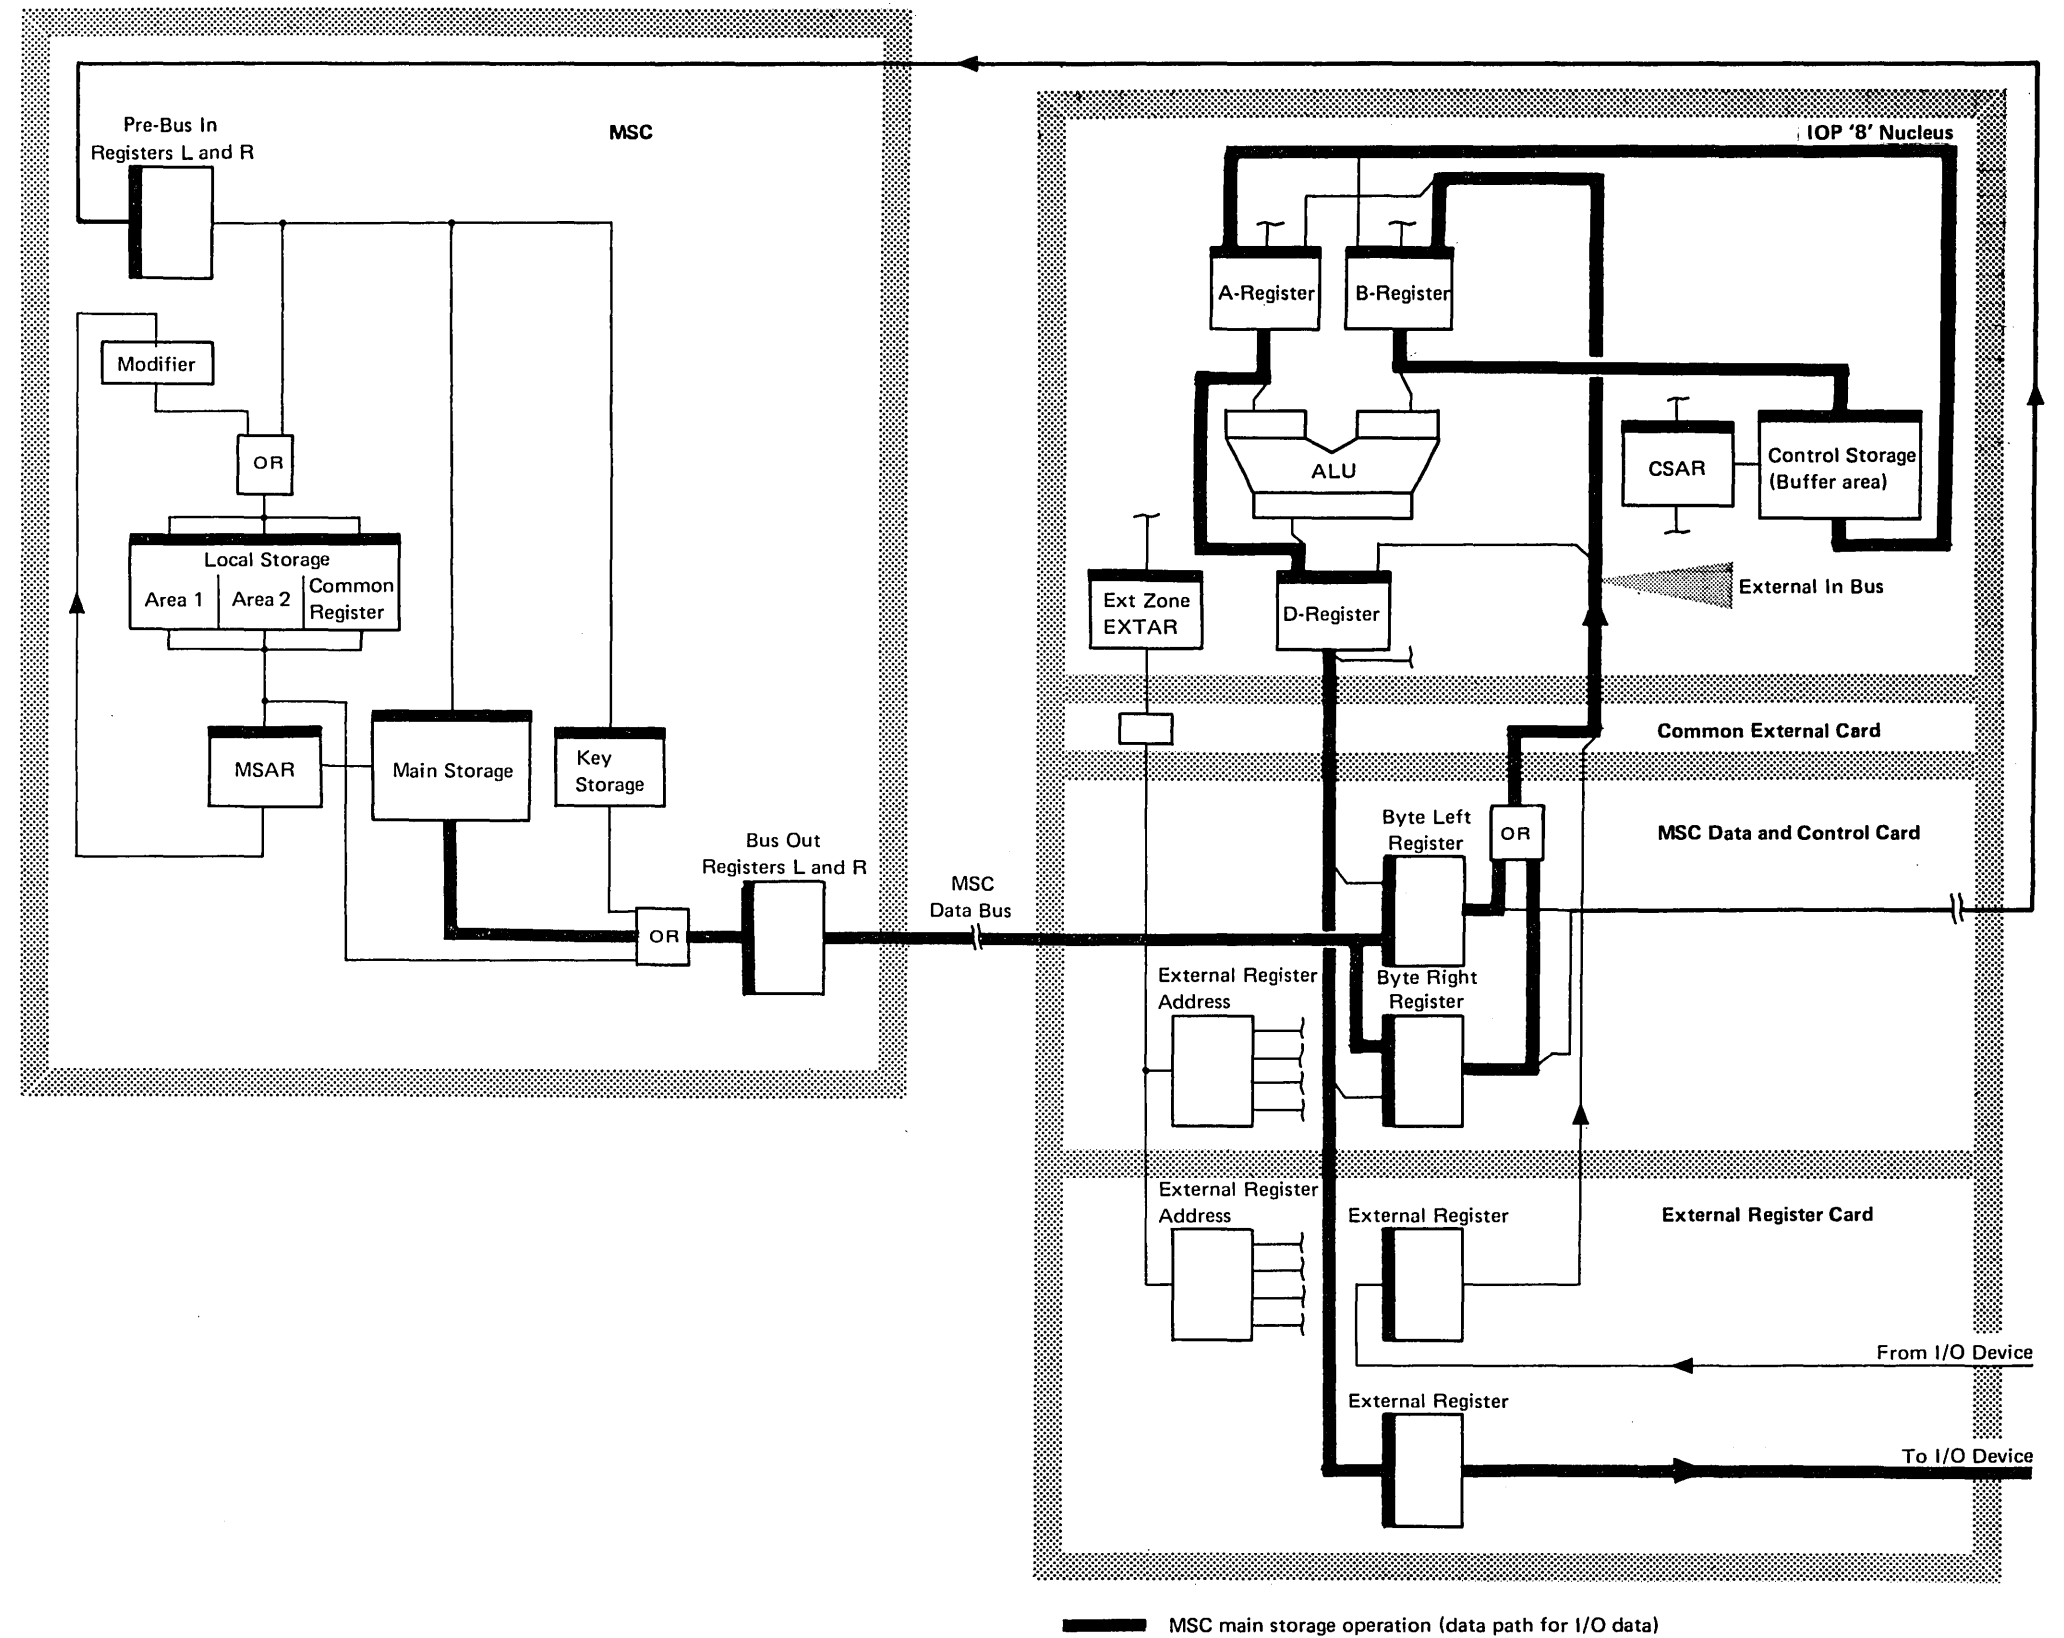 MSC
Pre-Bus In
Registers L and R
Modifier
OR
Local Storage
Area 1
Area 2
Common
Register
MSAR
Main Storage
Key
Storage
OR
Bus Out
Registers L and R
MSC
Data Bus
IOP '8' Nucleus
A-Register
B-Register
ALU
CSAR
Control Storage
(Buffer area)
Ext Zone
EXTAR
D-Register
External In Bus
Common External Card
MSC Data and Control Card
Byte Left
Register
OR
External Register
Address
Byte Right
Register
External Register
Address
External Register
External Register Card
From I/O Device
External Register
To I/O Device
MSC main storage operation (data path for I/O data)